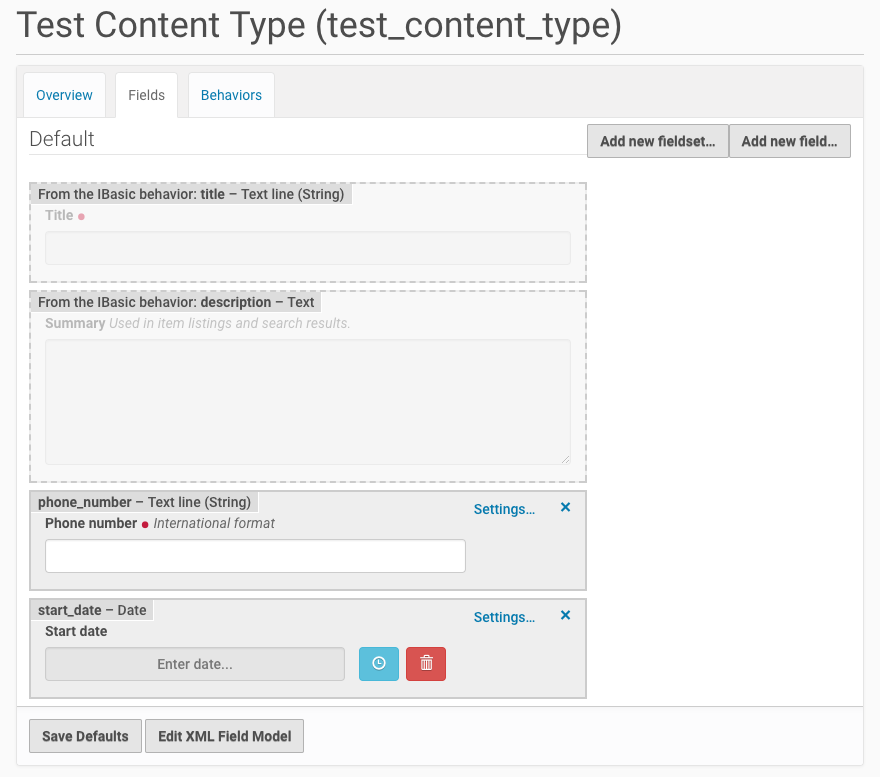 Test Content Type (test_content_type)
Overview Fields Behaviors
Default Add new fieldset... Add new field...
From the IBasic behavior: title – Text line (String)
Title
From the IBasic behavior: description – Text
Summary Used in item listings and search results.
phone_number – Text line (String)
Settings...
Phone number International format
start_date – Date
Settings...
Start date
Enter date...
Save Defaults Edit XML Field Model